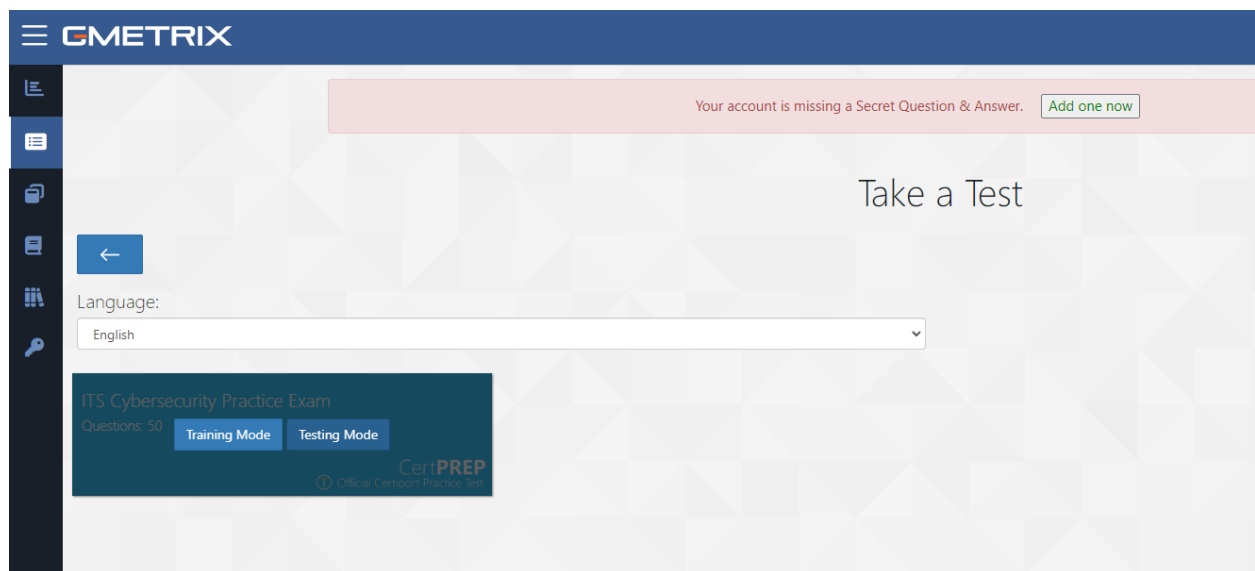 GMETRIX
Your account is missing a Secret Question & Answer. Add one now
Take a Test
Language:
English
ITS Cybersecurity Practice Exam
Questions: 50 Training Mode Testing Mode
CertPREP
Official Certiport Practice Test